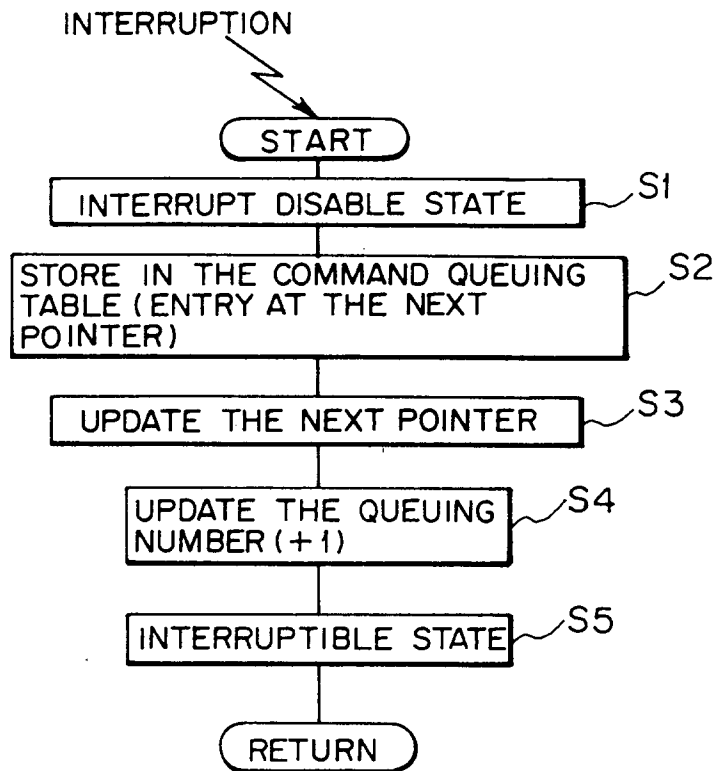 INTERRUPTION
START
INTERRUPT DISABLE STATE
S1
STORE IN THE COMMAND QUEUING
TABLE (ENTRY AT THE NEXT
POINTER)
S2
UPDATE THE NEXT POINTER
S3
UPDATE THE QUEUING
NUMBER (+1)
S4
INTERRUPTIBLE STATE
S5
RETURN